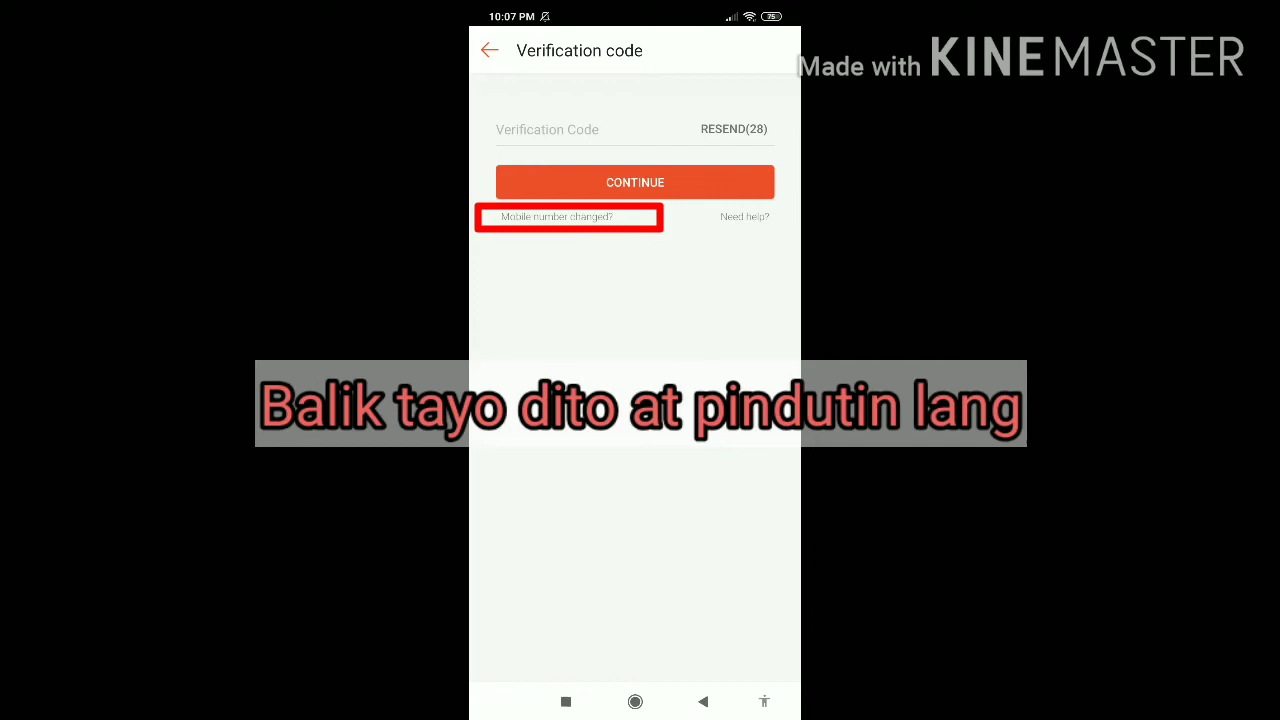 10:07 PM
75
Verification code
Made with KINEMASTER
Verification Code
RESEND(28)
CONTINUE
Mobile number changed?
Need help?
Balik tayo dito at pindutin lang